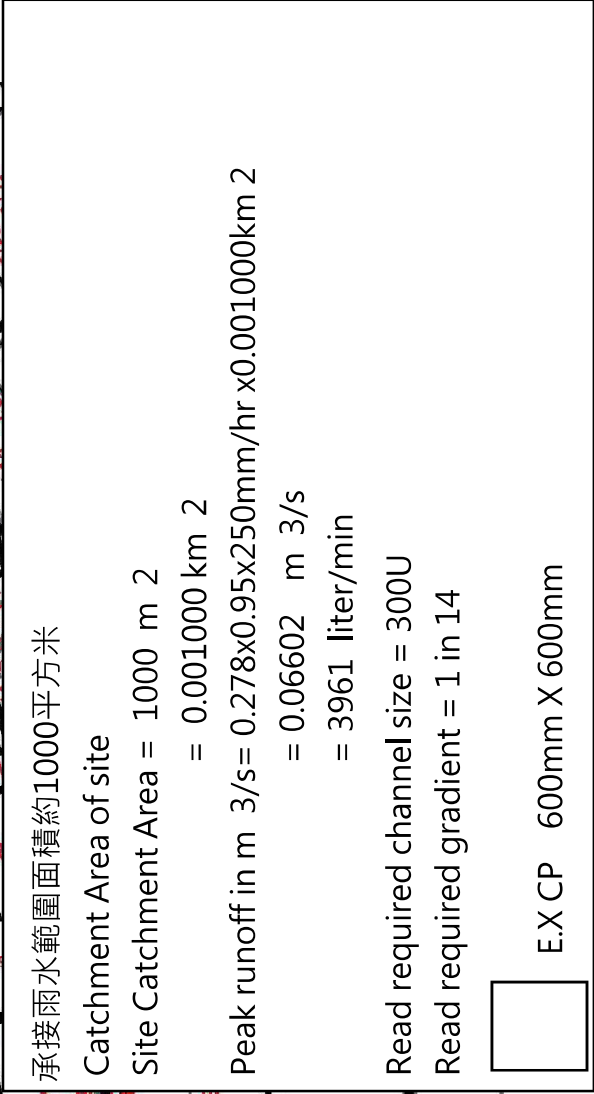 承接雨水範圍面積約1000平方米
Catchment Area of site
Site Catchment Area = 1000 m 2
= 0.001000 km 2
Peak runoff in m 3/s= 0.278x0.95x250mm/hr x0.001000km 2
= 0.06602 m 3/s
= 3961 liter/min
Read required channel size = 300U
Read required gradient = 1 in 14
E.X CP 600mm X 600mm